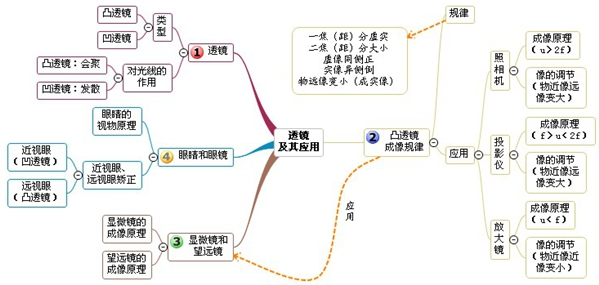 凸透镜
凹透镜
类
型
凸透镜：会聚
凹透镜：发散
对光线的
作用
1 透镜
眼睛的
视物原理
近视眼
（凹透镜）
远视眼
（凸透镜）
近视眼、
远视眼矫正
4 眼睛和眼镜
显微镜的
成像原理
望远镜的
成像原理
3 显微镜和
望远镜
透镜
及其应用
一焦（距）分虚实
二焦（距）分大小
虚像同侧正
实像异侧倒
物远像变小（成实像）
规律
2 凸透镜
成像规律
应
用
应用
照
相
机
成像原理
（u>2f）
像的调节
（物近像远
像变大）
投
影
仪
成像原理
（f>u<2f）
像的调节
（物近像远
像变大）
放
大
镜
成像原理
（u<f）
像的调节
（物近像近
像变小）